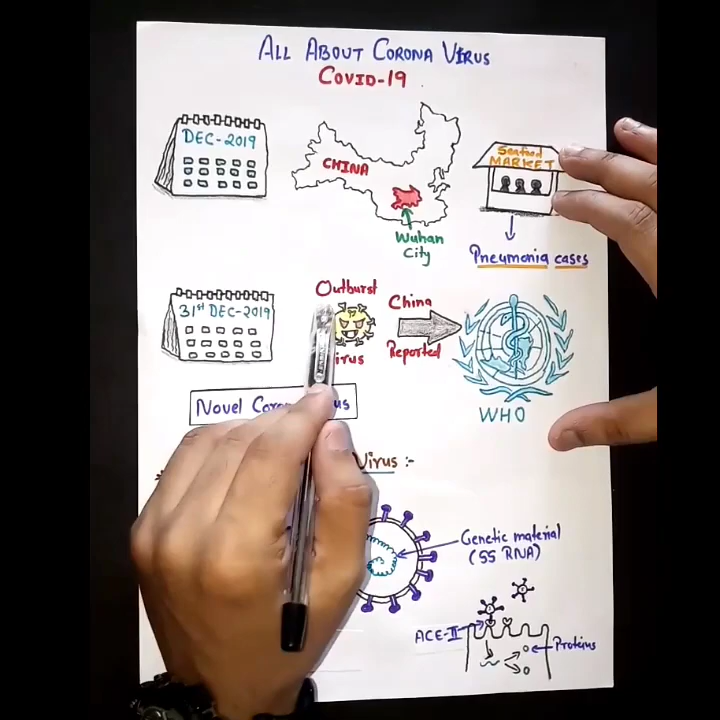 ALL ABOUT CORONA VIRUS
COVID-19
DEC-2019
CHINA
Seafood
MARKET
Wuhan
City
Pneumonia cases
31st DEC-2019
Outburst
China
Reported
WHO
Novel
Virus :-
Genetic material
(SS RNA)
ACE-II
Proteins